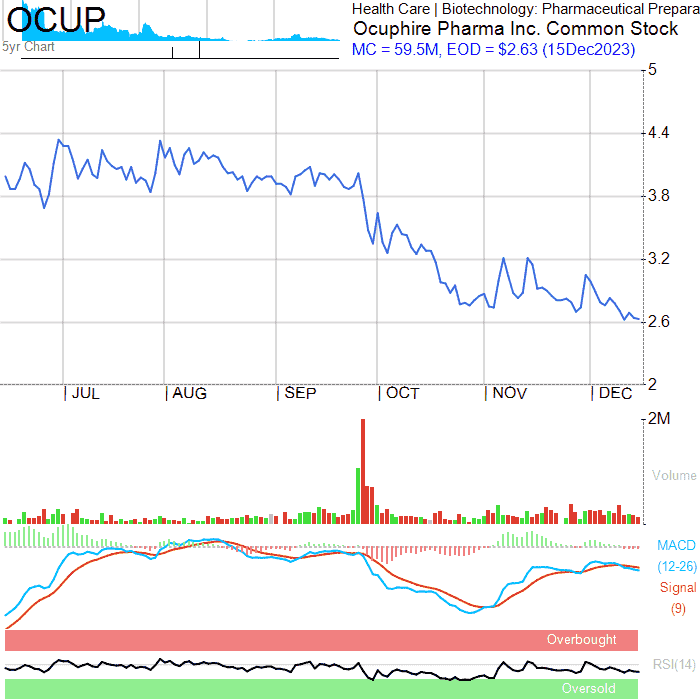 OCUP
5yr Chart
Health Care | Biotechnology: Pharmaceutical Prepara
Ocuphire Pharma Inc. Common Stock
MC = 59.5M, EOD = $2.63 (15Dec2023)
5
4.4
3.8
3.2
2.6
2
JUL AUG SEP OCT NOV DEC
2M
Volume
MACD
(12-26)
Signal
(9)
Overbought
RSI(14)
Oversold